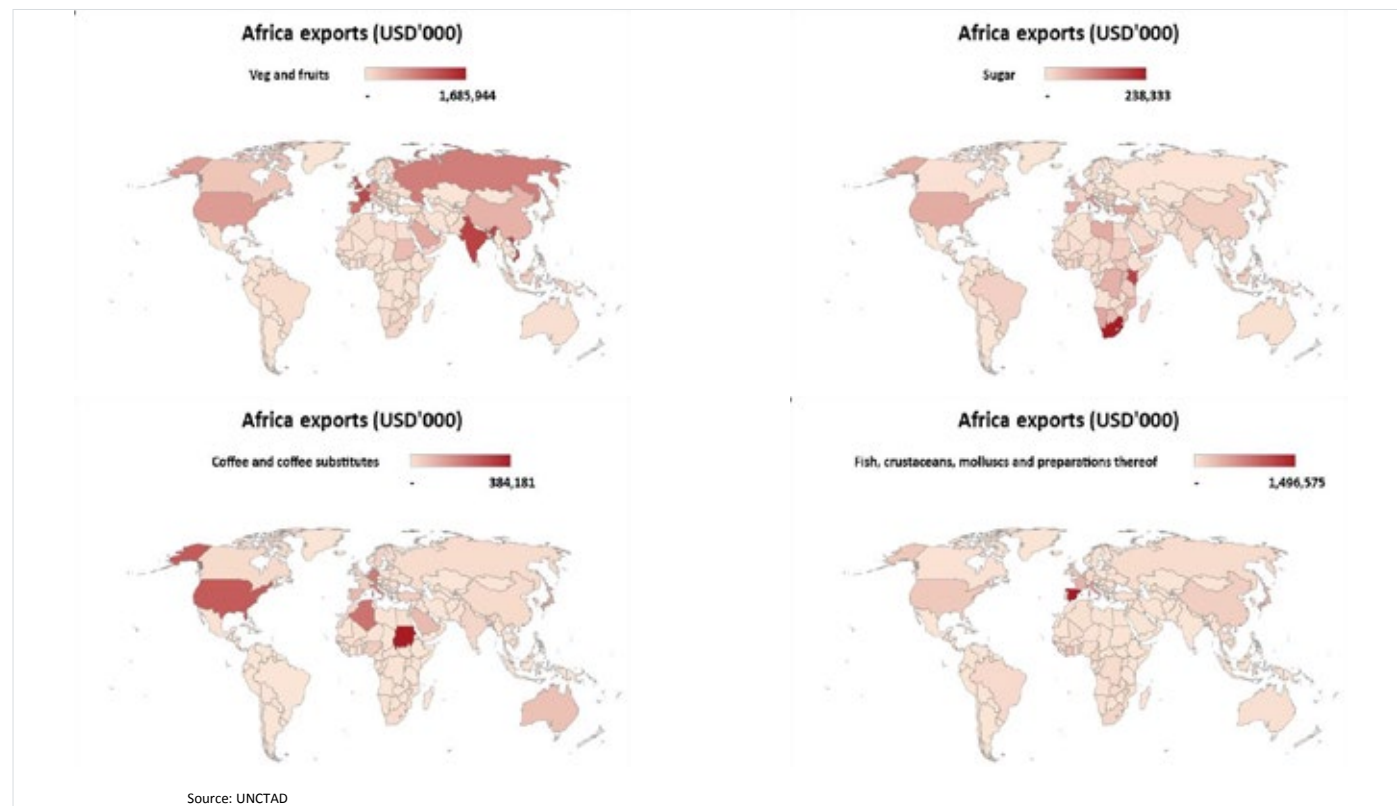 Africa exports (USD'000)
Veg and fruits
- 1,685,944
Africa exports (USD'000)
Sugar
- 238,333
Africa exports (USD'000)
Coffee and coffee substitutes
- 384,181
Africa exports (USD'000)
Fish, crustaceans, molluscs and preparations thereof
- 1,496,575
Source: UNCTAD